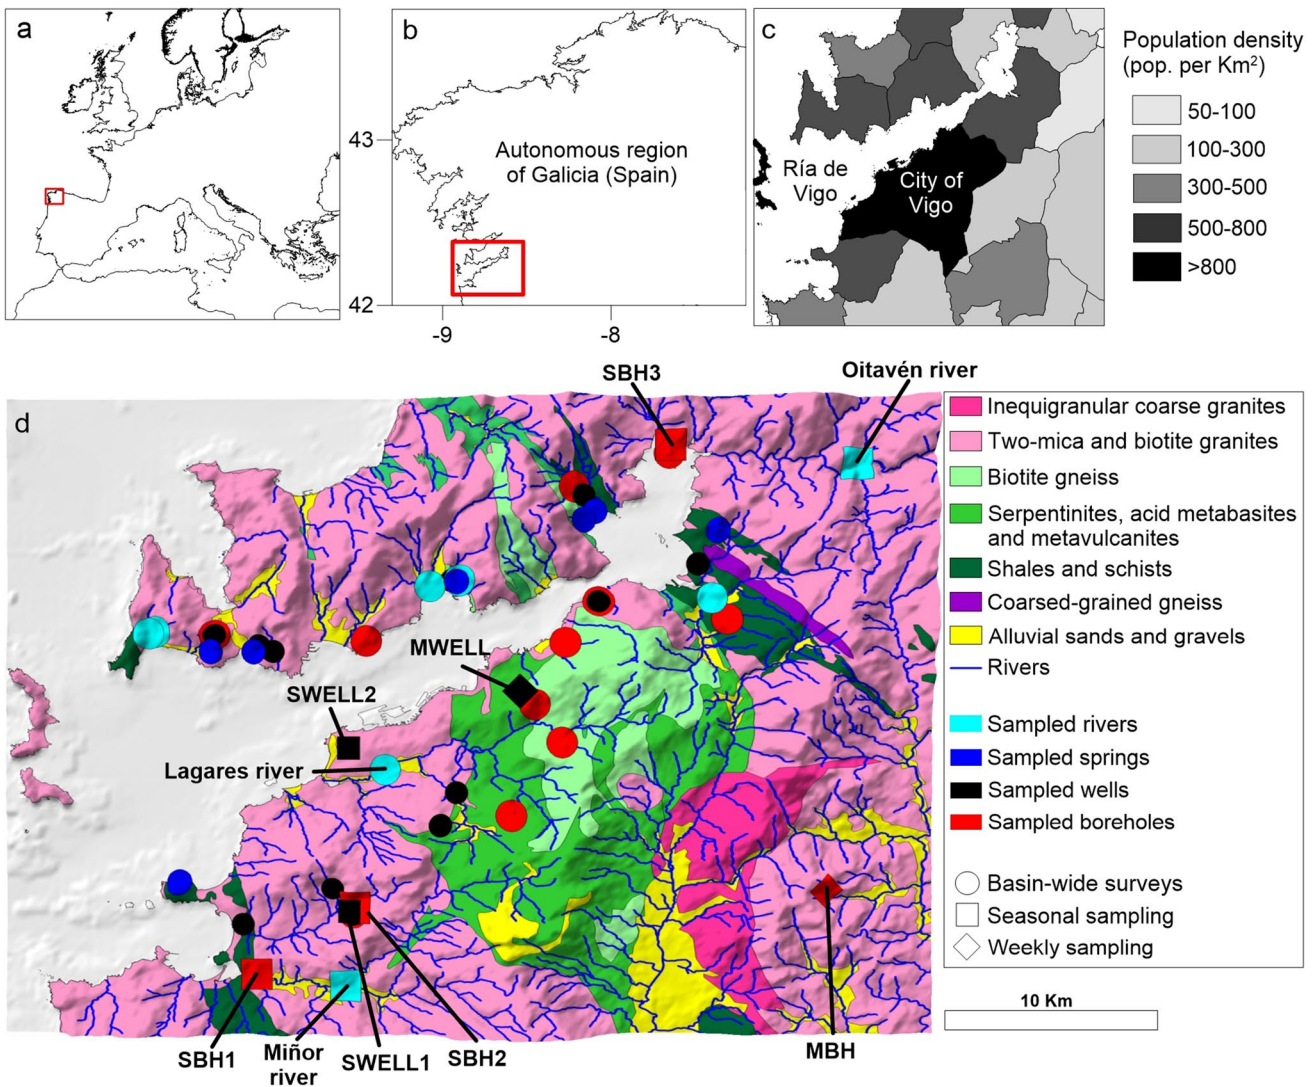 a
b
43
Autonomous region
of Galicia (Spain)
42
-9
-8
c
Ría de
Vigo
City of
Vigo
Population density
(pop. per Km²)
50-100
100-300
300-500
500-800
>800
d
SBH3
Oitavén river
MWELL
SWELL2
Lagares river
SBH1
Miñor
river
SWELL1
SBH2
MBH
Inequigranular coarse granites
Two-mica and biotite granites
Biotite gneiss
Serpentinites, acid metabasites
and metavulcanites
Shales and schists
Coarsed-grained gneiss
Alluvial sands and gravels
Rivers
Sampled rivers
Sampled springs
Sampled wells
Sampled boreholes
Basin-wide surveys
Seasonal sampling
Weekly sampling
10 Km